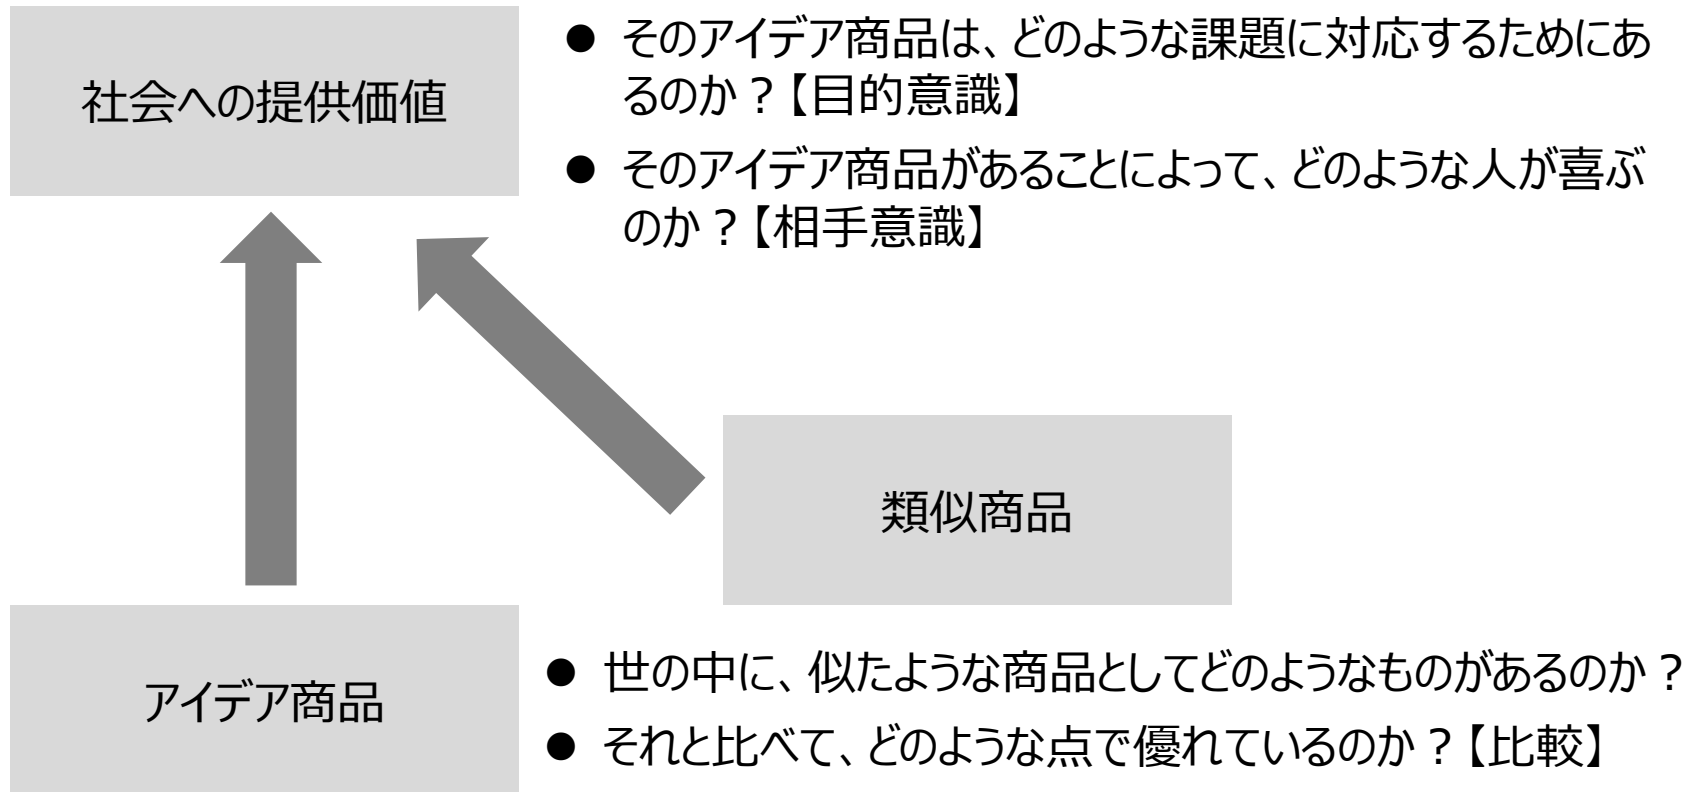 社会への提供価値
● そのアイデア商品は、どのような課題に対応するためにあ
るのか？【目的意識】
● そのアイデア商品があることによって、どのような人が喜ぶ
のか？【相手意識】
類似商品
アイデア商品
● 世の中に、似たような商品としてどのようなものがあるのか？
● それと比べて、どのような点で優れているのか？【比較】